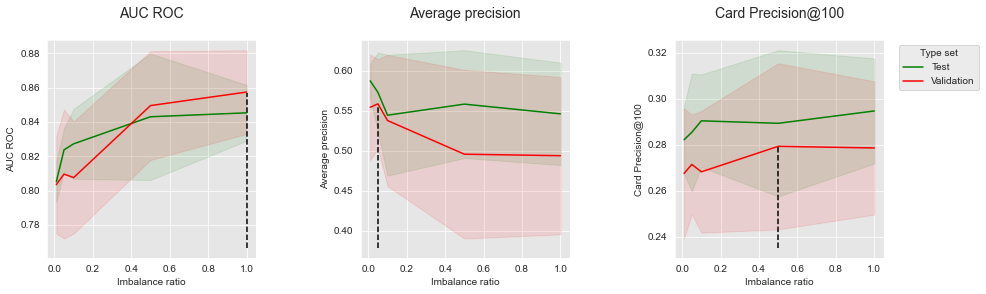 AUC ROC
Average precision
Card Precision@100
AUC ROC
0.88
0.86
0.84
0.82
0.80
0.78
0.0 0.2 0.4 0.6 0.8 1.0
Imbalance ratio
Average precision
0.60
0.55
0.50
0.45
0.40
0.0 0.2 0.4 0.6 0.8 1.0
Imbalance ratio
Card Precision@100
0.32
0.30
0.28
0.26
0.24
0.0 0.2 0.4 0.6 0.8 1.0
Imbalance ratio
Type set
Test
Validation